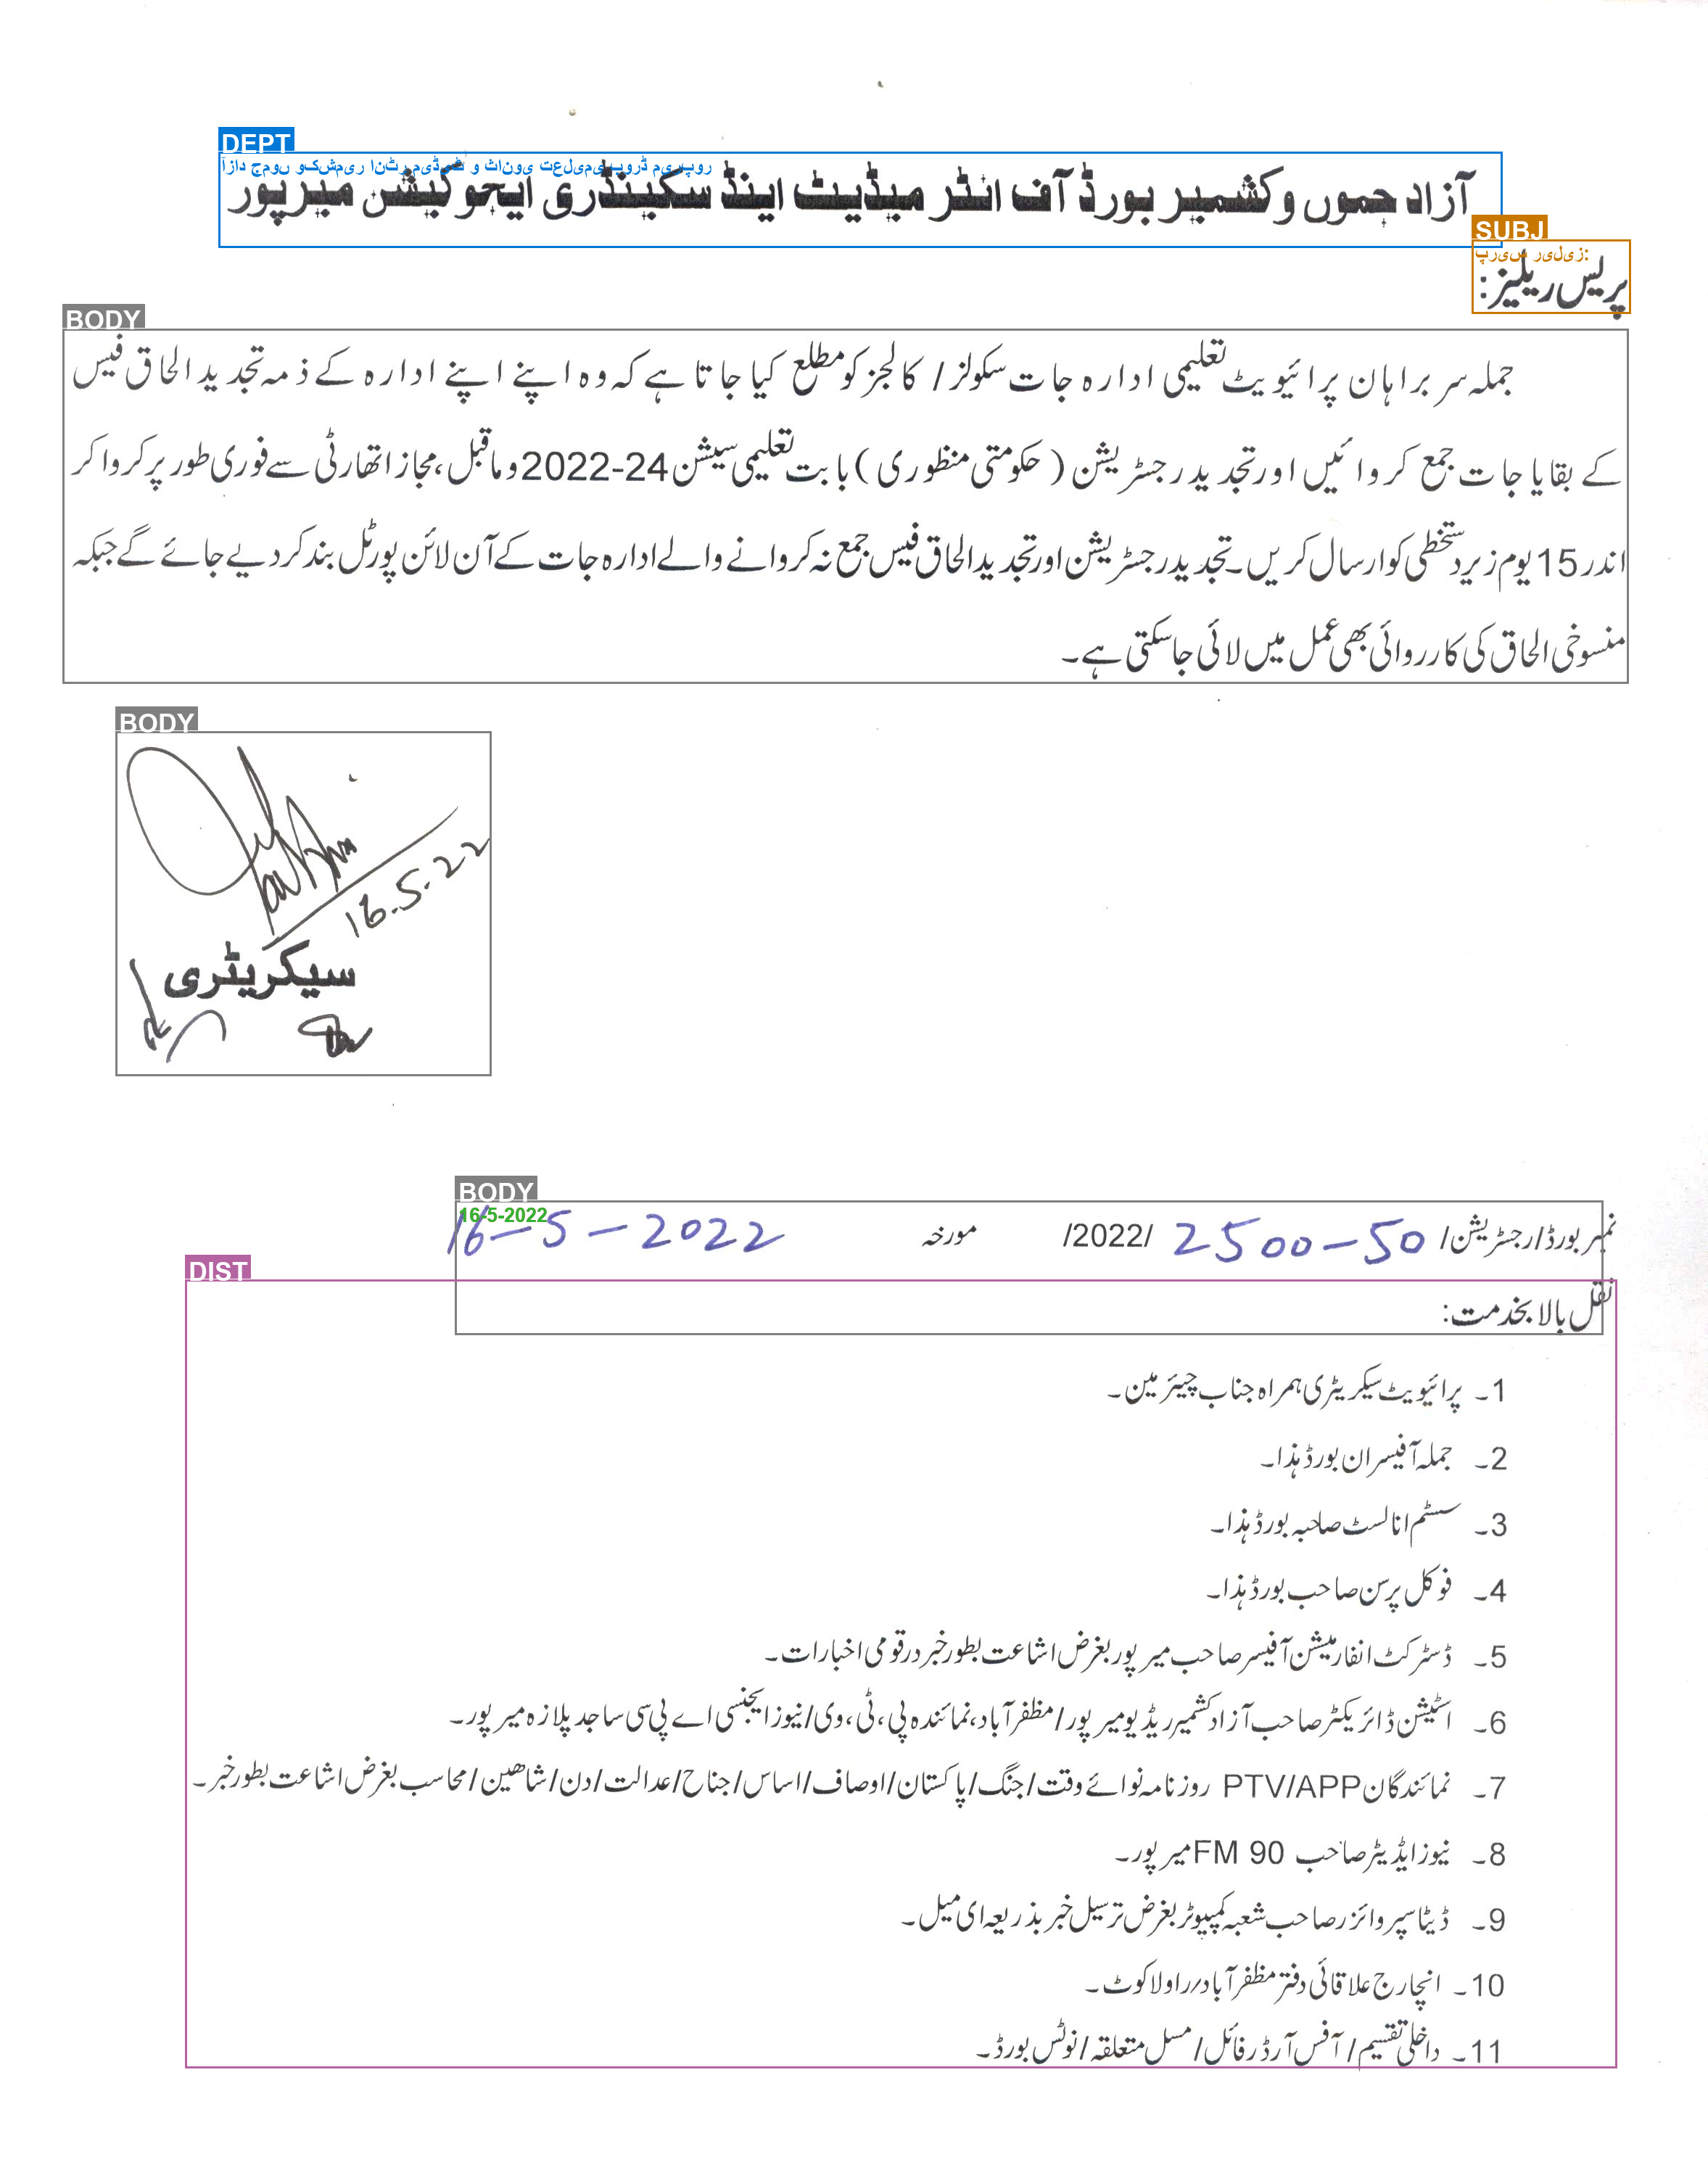 DEPT
آزاد جموں وکشمیر بورڈ آف انٹر میڈیٹ اینڈ سکینڈری ایجوکیشن میرپور
SUBJ
پریس ریلیز:
BODY
جملہ سربراہان پرائیویٹ تعلیمی ادارہ جات سکولز/ کالجز کو مطلع کیا جاتا ہے کہ وہ اپنے اپنے ادارہ کے ذمہ تجدید الحاق فیس
کے بقایا جات جمع کروائیں اور تجدید رجسٹریشن ( حکومتی منظوری ) بابت تعلیمی سیشن 24-2022 و ماقبل، مجاز اتھارٹی سے فوری طور پر کروا کر
اندر 15 یوم زیر دستخطی کو ارسال کریں۔ تجدید رجسٹریشن اور تجدید الحاق فیس جمع نہ کروانے والے ادارہ جات کے آن لائن پورٹل بند کر دیے جائے گے جبکہ
منسوخی الحاق کی کارروائی بھی عمل میں لائی جاسکتی ہے۔
BODY
16.5.22
سیکریٹری
BODY
16-5-2022
نمبر بورڈ/رجسٹریشن/ 2500-50 /2022/ مورخہ 16-5-2022
DIST
نقل بالا بخدمت:
1۔ پرائیویٹ سیکریٹری ہمراہ جناب چیئرمین۔
2۔ جملہ آفیسران بورڈ ہذا۔
3۔ سسٹم انالسٹ صاحبہ بورڈ ہذا۔
4۔ فوکل پرسن صاحب بورڈ ہذا۔
5۔ ڈسٹرکٹ انفارمیشن آفیسر صاحب میرپور بغرض اشاعت بطور خبر در قومی اخبارات۔
6۔ اسٹیشن ڈائریکٹر صاحب آزاد کشمیر ریڈیو میرپور/مظفرآباد، نمائندہ پی، ٹی، وی/نیوز ایجنسی اے پی سی ساجد پلازہ میرپور۔
7۔ نمائندگان PTV/APP روزنامہ نوائے وقت/جنگ/پاکستان/اوصاف/اساس/جناح/عدالت/دن/شاھین/محاسب بغرض اشاعت بطور خبر۔
8۔ نیوز ایڈیٹر صاحب FM 90 میرپور۔
9۔ ڈیٹا سپروائزر صاحب شعبہ کمپیوٹر بغرض ترسیل خبر بذریعہ ای میل۔
10۔ انچارج علاقائی دفتر مظفرآباد/راولاکوٹ۔
11۔ داخلی تقسیم/آفس آرڈر فائل/مسل متعلقہ/نوٹس بورڈ۔